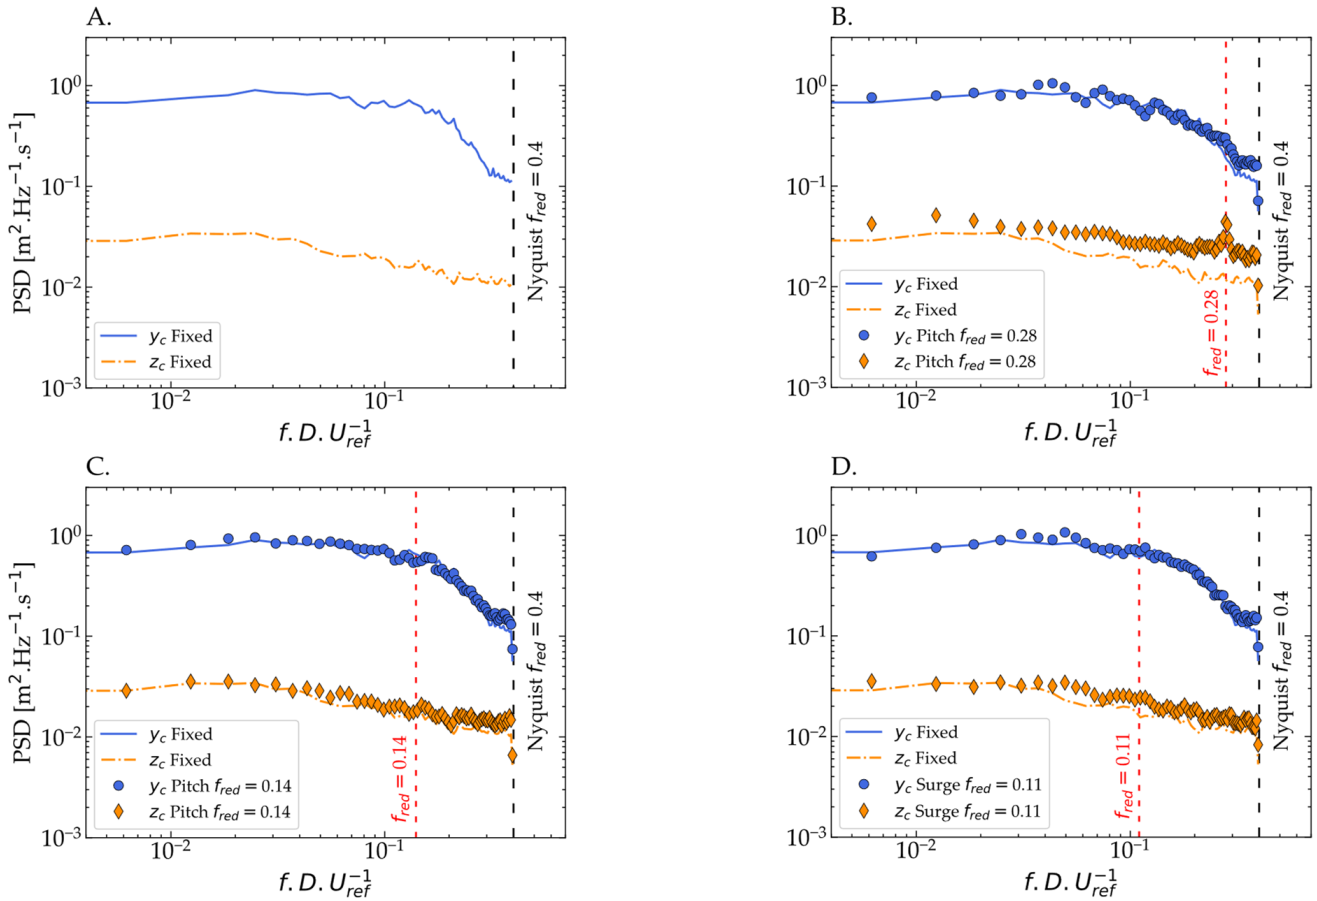 A.
PSD [m².Hz⁻¹.s⁻¹]
10⁰
10⁻¹
10⁻²
10⁻³
y_c Fixed
z_c Fixed
Nyquist f_red = 0.4
10⁻²
10⁻¹
f.D.U_ref⁻¹
B.
10⁰
10⁻¹
10⁻²
10⁻³
y_c Fixed
z_c Fixed
y_c Pitch f_red = 0.28
z_c Pitch f_red = 0.28
f_red = 0.28
Nyquist f_red = 0.4
10⁻²
10⁻¹
f.D.U_ref⁻¹
C.
PSD [m².Hz⁻¹.s⁻¹]
10⁰
10⁻¹
10⁻²
10⁻³
y_c Fixed
z_c Fixed
y_c Pitch f_red = 0.14
z_c Pitch f_red = 0.14
f_red = 0.14
Nyquist f_red = 0.4
10⁻²
10⁻¹
f.D.U_ref⁻¹
D.
10⁰
10⁻¹
10⁻²
10⁻³
y_c Fixed
z_c Fixed
y_c Surge f_red = 0.11
z_c Surge f_red = 0.11
f_red = 0.11
Nyquist f_red = 0.4
10⁻²
10⁻¹
f.D.U_ref⁻¹